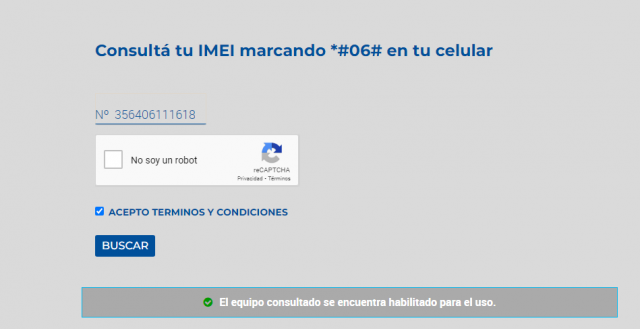 Consultá tu IMEI marcando *#06# en tu celular
Nº 356406111618
No soy un robot
reCAPTCHA
Privacidad - Términos
ACEPTO TERMINOS Y CONDICIONES
BUSCAR
El equipo consultado se encuentra habilitado para el uso.